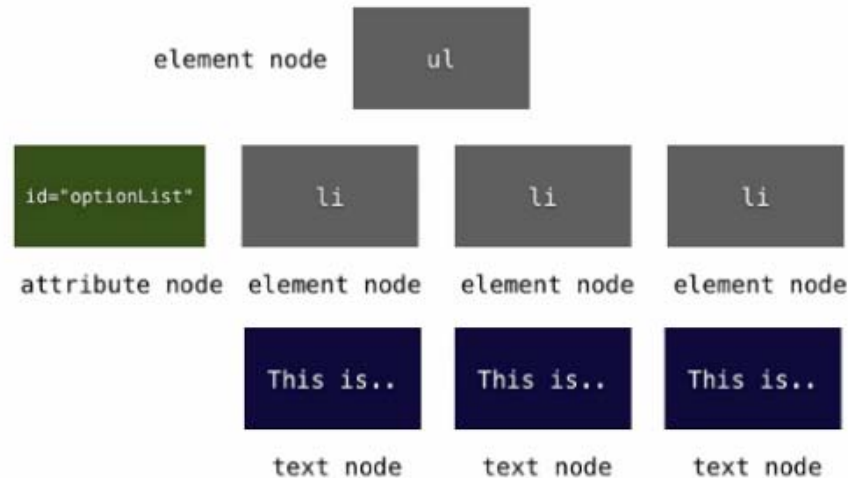 element node ul
id="optionList" li li li
attribute node element node element node element node
This is.. This is.. This is..
text node text node text node